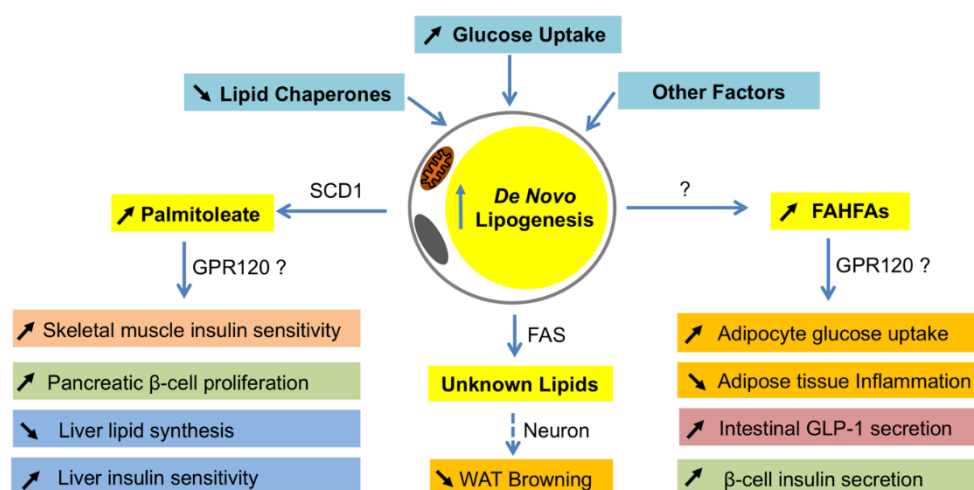 Glucose Uptake
Lipid Chaperones
Other Factors
De Novo
Lipogenesis
SCD1
?
Palmitoleate
FAHFAs
GPR120 ?
GPR120 ?
FAS
Skeletal muscle insulin sensitivity
Pancreatic β-cell proliferation
Liver lipid synthesis
Liver insulin sensitivity
Unknown Lipids
Neuron
WAT Browning
Adipocyte glucose uptake
Adipose tissue Inflammation
Intestinal GLP-1 secretion
β-cell insulin secretion